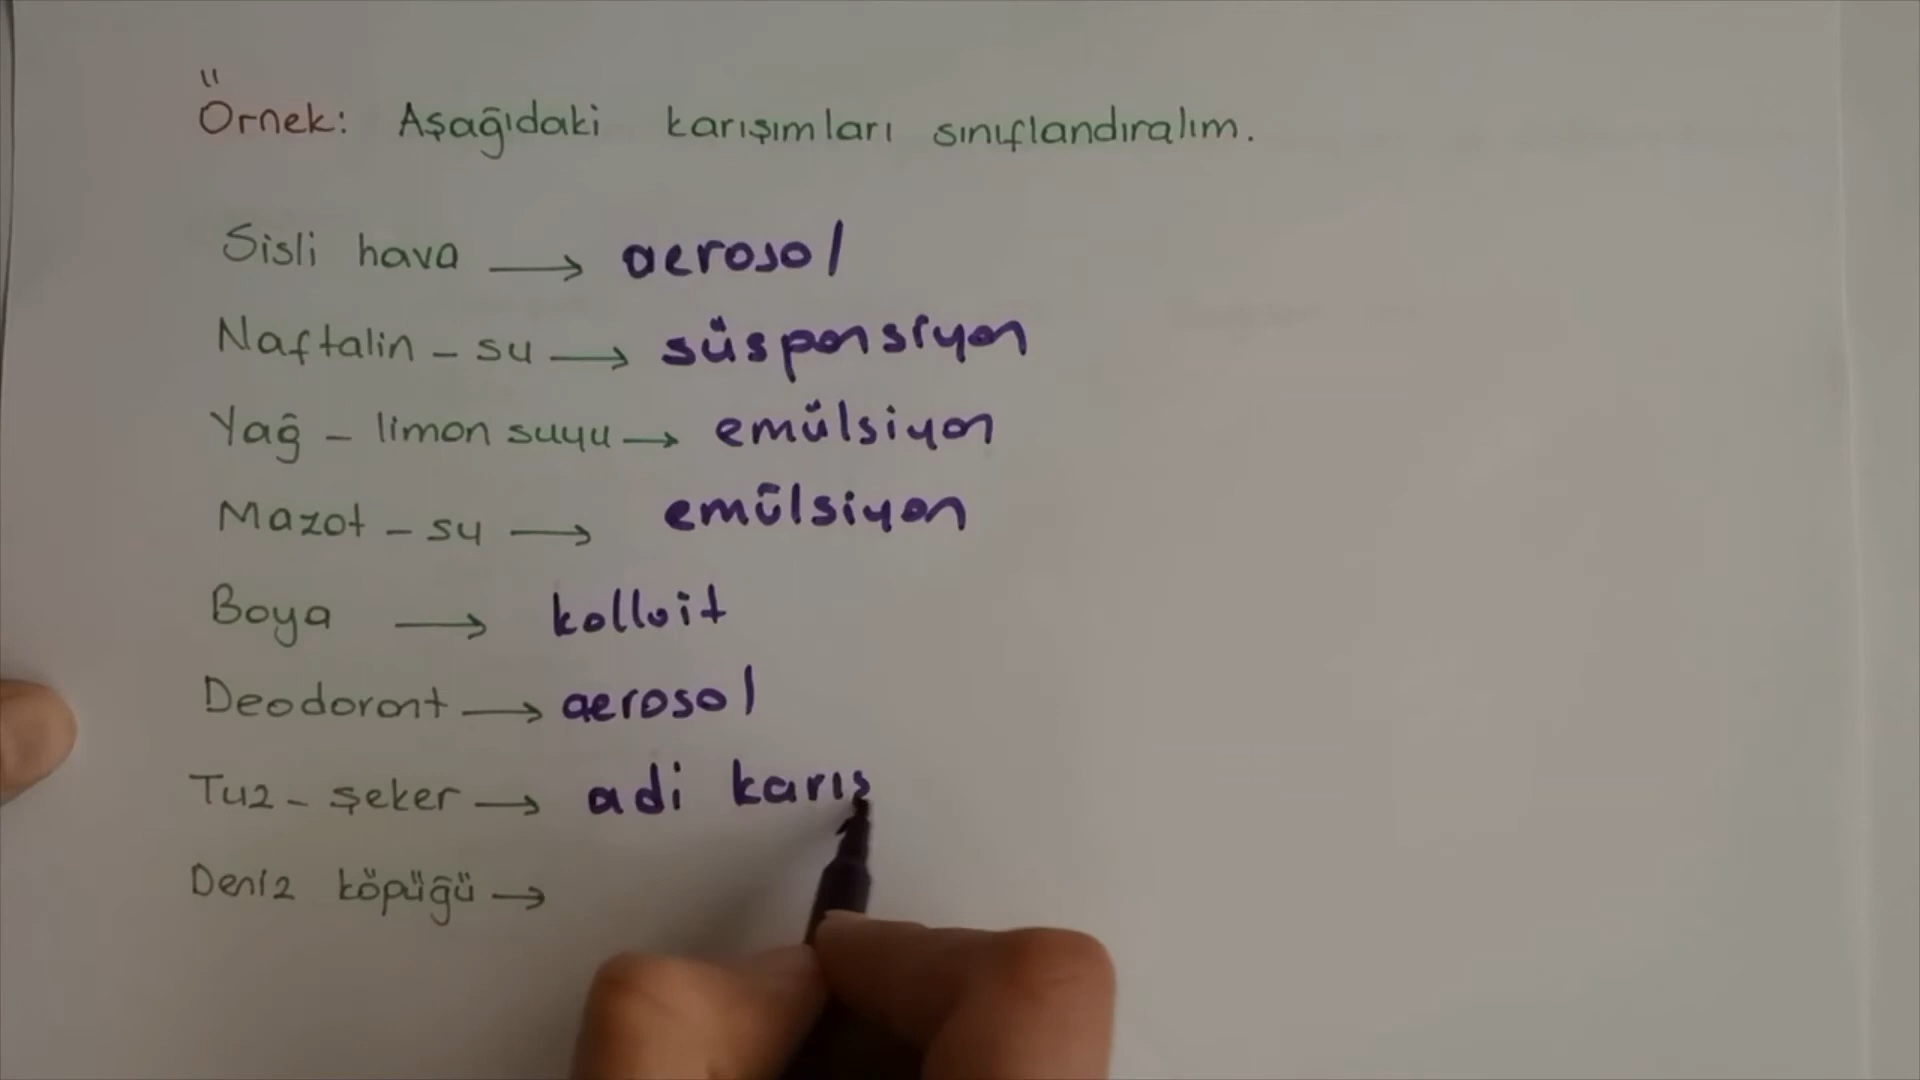 Örnek: Aşağıdaki karışımları sınıflandıralım.
Sisli hava → aerosol
Naftalin - su → süspansiyon
Yağ - limon suyu → emülsiyon
Mazot - su → emülsiyon
Boya → kolloit
Deodorant → aerosol
Tuz - şeker → adi karış
Deniz köpüğü →